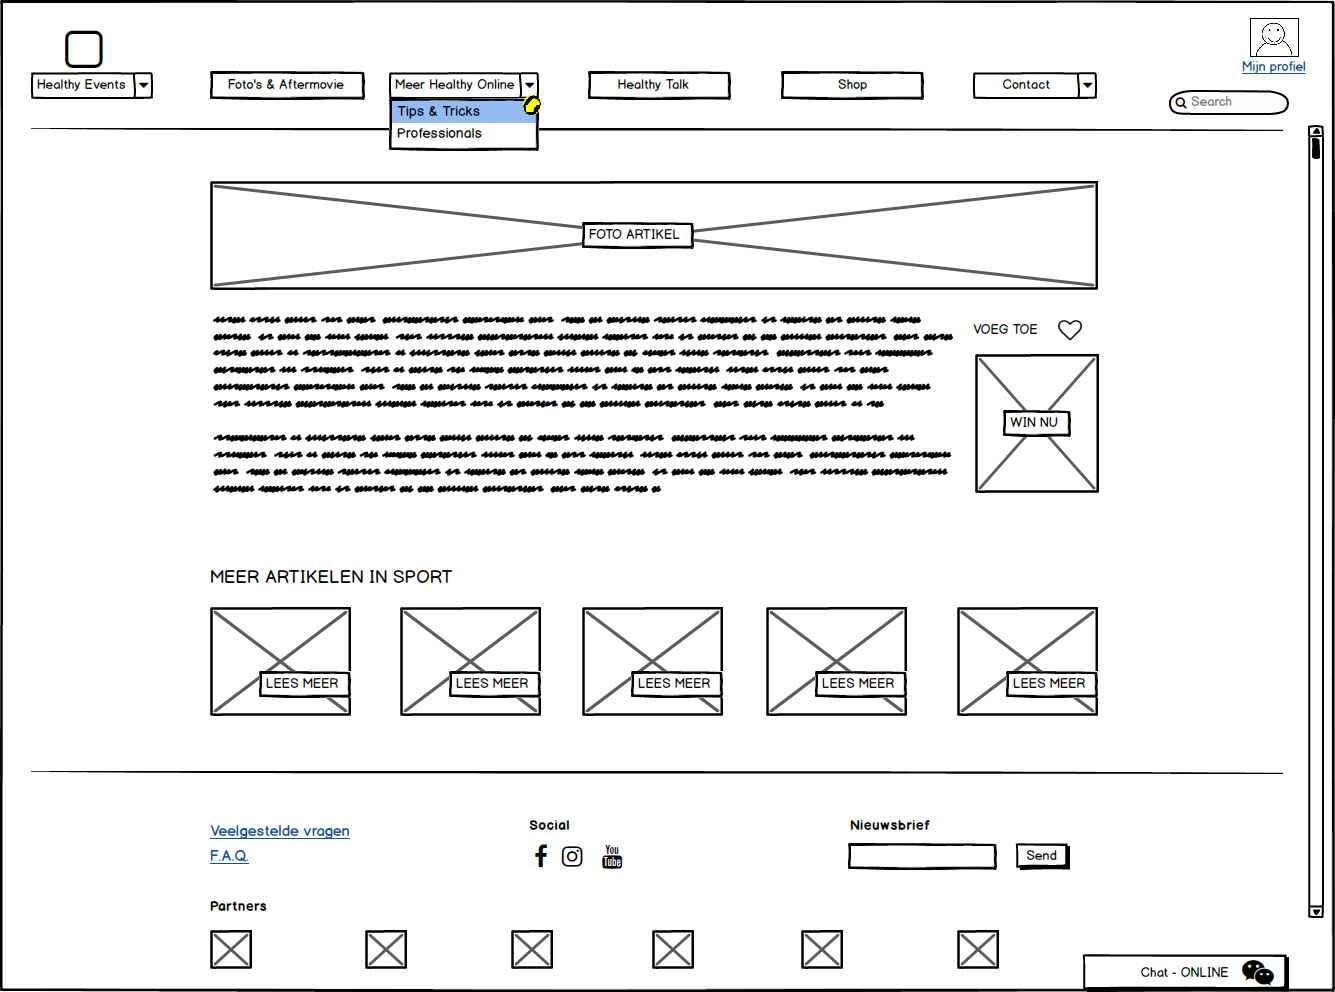 Mijn profiel
Healthy Events
Foto's & Aftermovie
Meer Healthy Online
Healthy Talk
Shop
Contact
Search
Tips & Tricks
Professionals
FOTO ARTIKEL
VOEG TOE
WIN NU
MEER ARTIKELEN IN SPORT
LEES MEER
LEES MEER
LEES MEER
LEES MEER
LEES MEER
Veelgestelde vragen
F.A.Q.
Social
You
Tube
Nieuwsbrief
Send
Partners
Chat - ONLINE